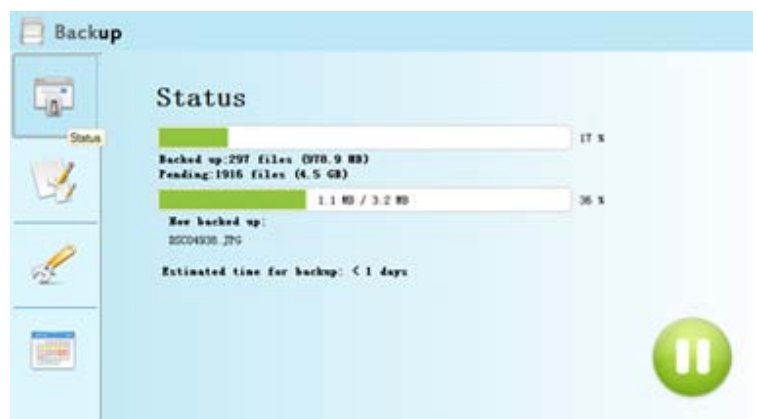 Backup
Status
Status
17 %
Backed up:297 files (970.9 MB)
Pending:1916 files (4.5 GB)
1.1 MB / 3.2 MB
36 %
Now backed up:
DSC04938.JPG
Estimated time for backup: < 1 days